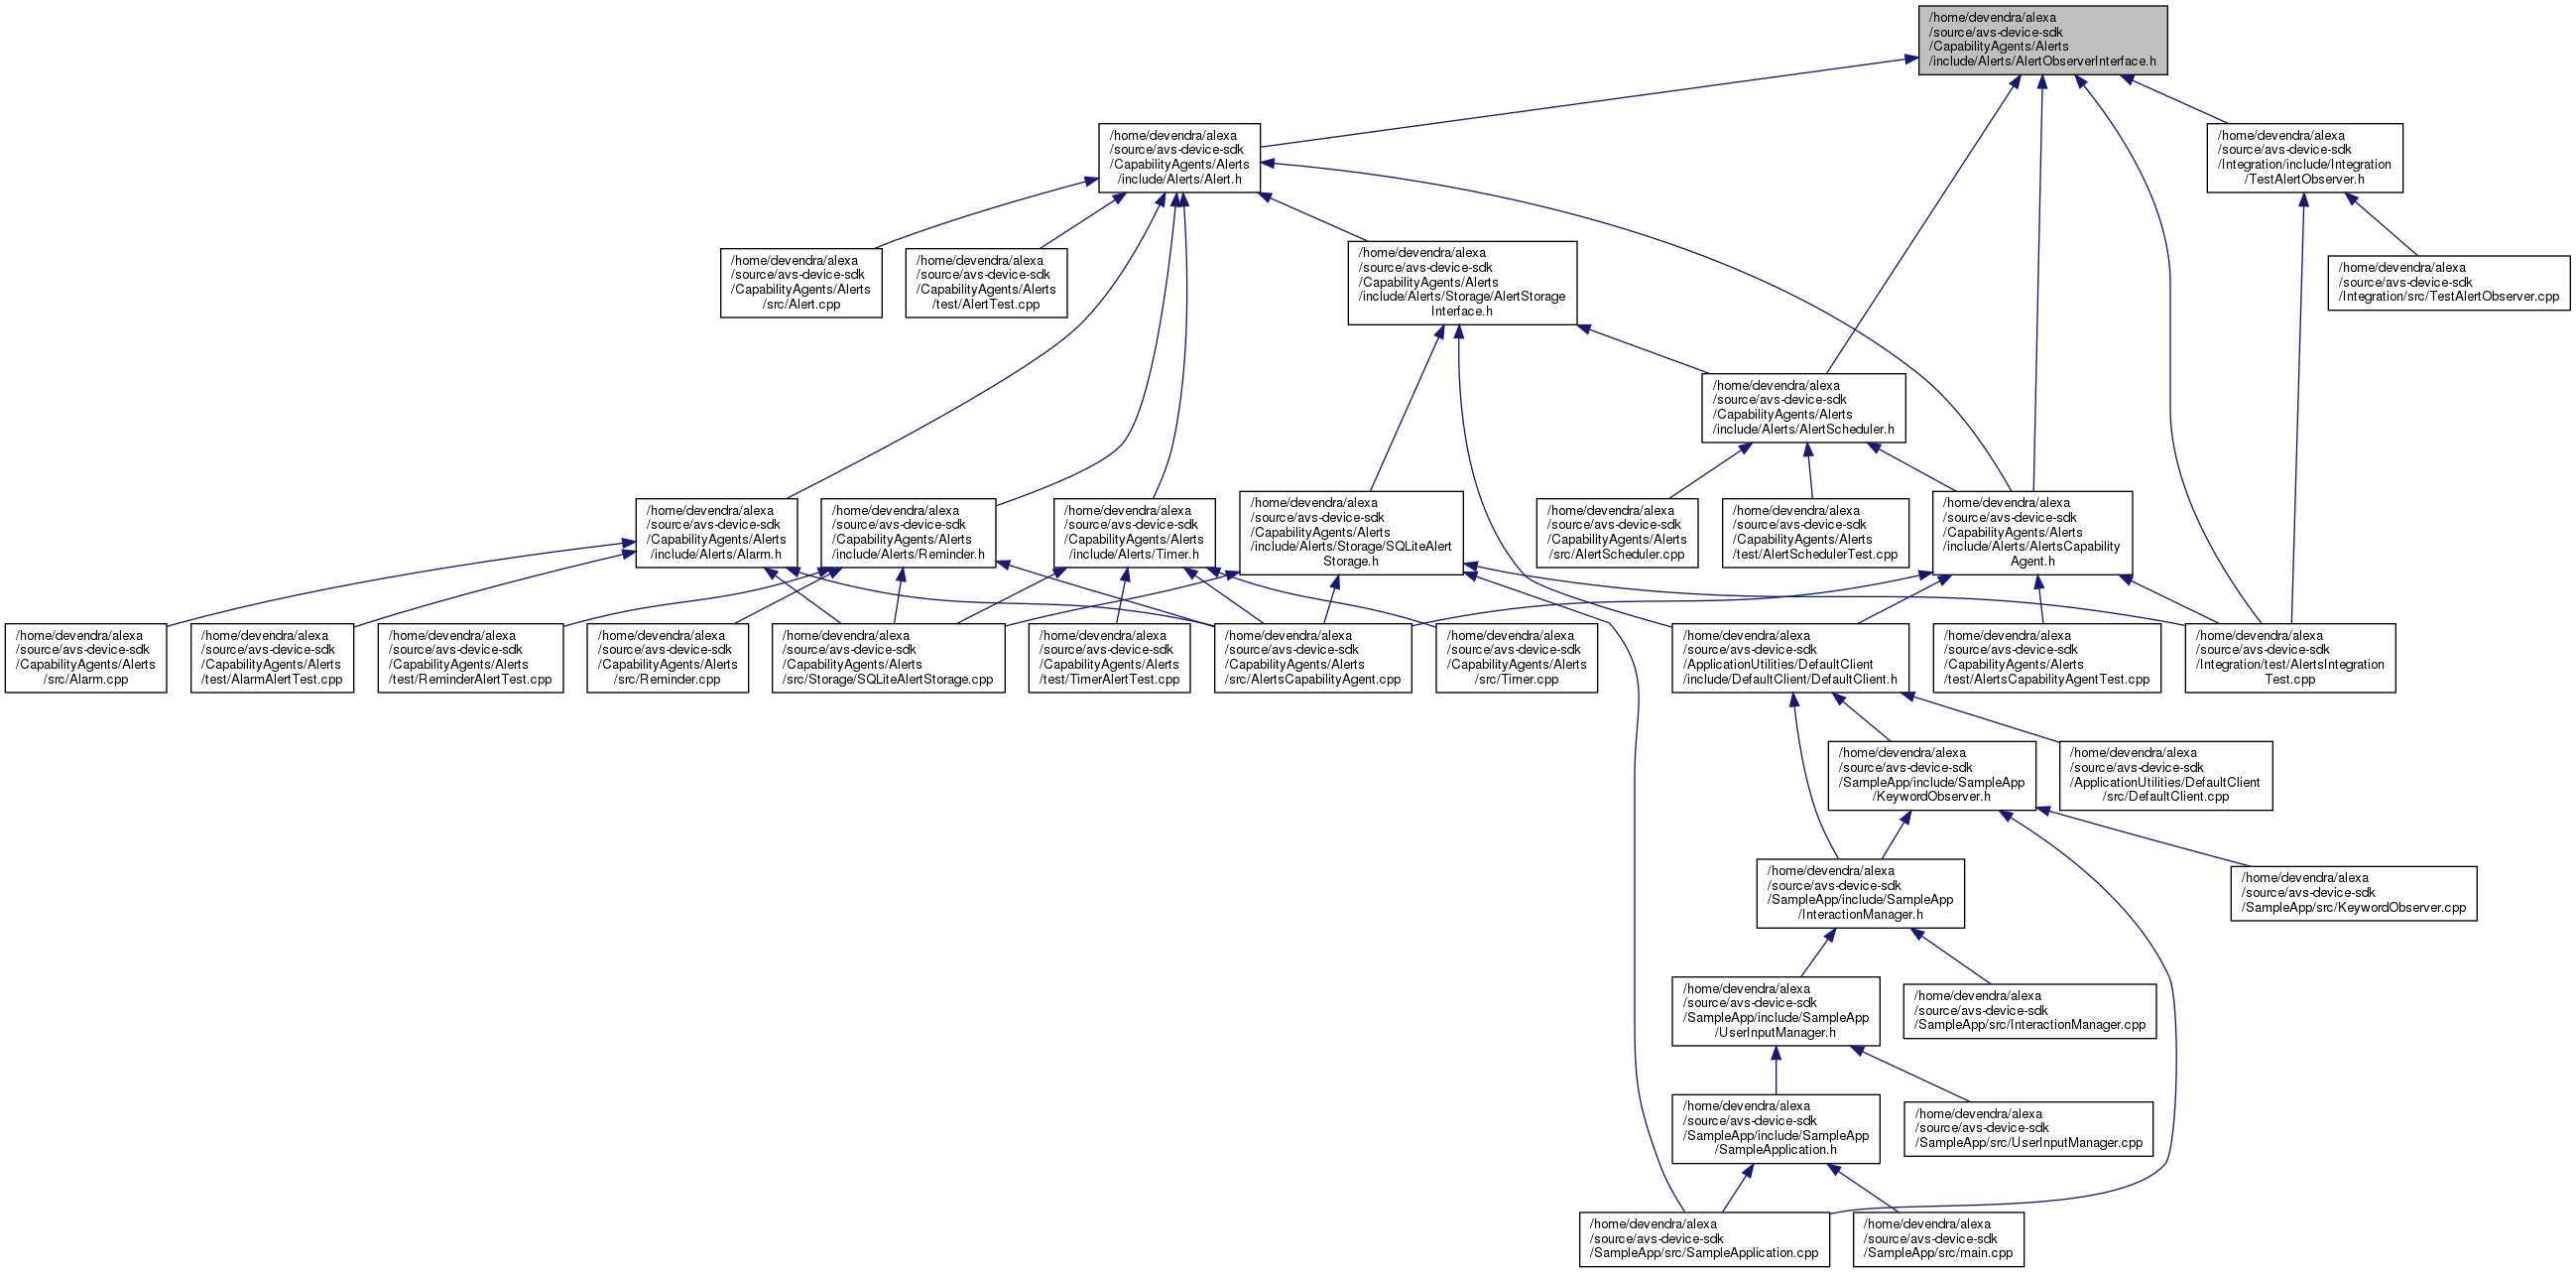 /home/devendra/alexa
/source/avs-device-sdk
/CapabilityAgents/Alerts
/include/Alerts/AlertObserverInterface.h
/home/devendra/alexa
/source/avs-device-sdk
/CapabilityAgents/Alerts
/include/Alerts/Alert.h
/home/devendra/alexa
/source/avs-device-sdk
/Integration/include/Integration
/TestAlertObserver.h
/home/devendra/alexa
/source/avs-device-sdk
/CapabilityAgents/Alerts
/src/Alert.cpp
/home/devendra/alexa
/source/avs-device-sdk
/CapabilityAgents/Alerts
/test/AlertTest.cpp
/home/devendra/alexa
/source/avs-device-sdk
/CapabilityAgents/Alerts
/include/Alerts/Storage/AlertStorage
Interface.h
/home/devendra/alexa
/source/avs-device-sdk
/Integration/src/TestAlertObserver.cpp
/home/devendra/alexa
/source/avs-device-sdk
/CapabilityAgents/Alerts
/include/Alerts/AlertScheduler.h
/home/devendra/alexa
/source/avs-device-sdk
/CapabilityAgents/Alerts
/include/Alerts/Alarm.h
/home/devendra/alexa
/source/avs-device-sdk
/CapabilityAgents/Alerts
/include/Alerts/Reminder.h
/home/devendra/alexa
/source/avs-device-sdk
/CapabilityAgents/Alerts
/include/Alerts/Timer.h
/home/devendra/alexa
/source/avs-device-sdk
/CapabilityAgents/Alerts
/include/Alerts/Storage/SQLiteAlert
Storage.h
/home/devendra/alexa
/source/avs-device-sdk
/CapabilityAgents/Alerts
/src/AlertScheduler.cpp
/home/devendra/alexa
/source/avs-device-sdk
/CapabilityAgents/Alerts
/test/AlertSchedulerTest.cpp
/home/devendra/alexa
/source/avs-device-sdk
/CapabilityAgents/Alerts
/include/Alerts/AlertsCapability
Agent.h
/home/devendra/alexa
/source/avs-device-sdk
/CapabilityAgents/Alerts
/src/Alarm.cpp
/home/devendra/alexa
/source/avs-device-sdk
/CapabilityAgents/Alerts
/test/AlarmAlertTest.cpp
/home/devendra/alexa
/source/avs-device-sdk
/CapabilityAgents/Alerts
/test/ReminderAlertTest.cpp
/home/devendra/alexa
/source/avs-device-sdk
/CapabilityAgents/Alerts
/src/Reminder.cpp
/home/devendra/alexa
/source/avs-device-sdk
/CapabilityAgents/Alerts
/src/Storage/SQLiteAlertStorage.cpp
/home/devendra/alexa
/source/avs-device-sdk
/CapabilityAgents/Alerts
/test/TimerAlertTest.cpp
/home/devendra/alexa
/source/avs-device-sdk
/CapabilityAgents/Alerts
/src/AlertsCapabilityAgent.cpp
/home/devendra/alexa
/source/avs-device-sdk
/CapabilityAgents/Alerts
/src/Timer.cpp
/home/devendra/alexa
/source/avs-device-sdk
/ApplicationUtilities/DefaultClient
/include/DefaultClient/DefaultClient.h
/home/devendra/alexa
/source/avs-device-sdk
/CapabilityAgents/Alerts
/test/AlertsCapabilityAgentTest.cpp
/home/devendra/alexa
/source/avs-device-sdk
/Integration/test/AlertsIntegration
Test.cpp
/home/devendra/alexa
/source/avs-device-sdk
/SampleApp/include/SampleApp
/KeywordObserver.h
/home/devendra/alexa
/source/avs-device-sdk
/ApplicationUtilities/DefaultClient
/src/DefaultClient.cpp
/home/devendra/alexa
/source/avs-device-sdk
/SampleApp/include/SampleApp
/InteractionManager.h
/home/devendra/alexa
/source/avs-device-sdk
/SampleApp/src/KeywordObserver.cpp
/home/devendra/alexa
/source/avs-device-sdk
/SampleApp/include/SampleApp
/UserInputManager.h
/home/devendra/alexa
/source/avs-device-sdk
/SampleApp/src/InteractionManager.cpp
/home/devendra/alexa
/source/avs-device-sdk
/SampleApp/include/SampleApp
/SampleApplication.h
/home/devendra/alexa
/source/avs-device-sdk
/SampleApp/src/UserInputManager.cpp
/home/devendra/alexa
/source/avs-device-sdk
/SampleApp/src/SampleApplication.cpp
/home/devendra/alexa
/source/avs-device-sdk
/SampleApp/src/main.cpp